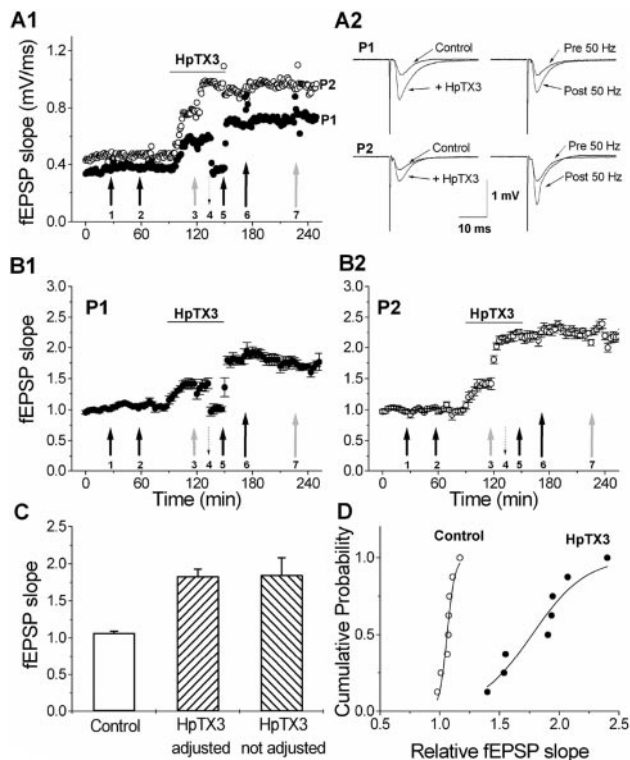 A1
HpTX3
fEPSP slope (mV/ms)
1.2
0.8
0.4
0.0
P2
P1
1 2 3 4 5 6 7
0 60 120 180 240
Time (min)
A2
P1
Control
+ HpTX3
Pre 50 Hz
Post 50 Hz
P2
Control
+ HpTX3
Pre 50 Hz
Post 50 Hz
1 mV
10 ms
B1
P1
HpTX3
fEPSP slope
3.0
2.5
2.0
1.5
1.0
0.5
0.0
1 2 3 4 5 6 7
0 60 120 180 240
Time (min)
B2
P2
HpTX3
3.0
2.5
2.0
1.5
1.0
0.5
0.0
1 2 3 4 5 6 7
0 60 120 180 240
Time (min)
C
fEPSP slope
2.5
2.0
1.5
1.0
0.5
0.0
Control
HpTX3
adjusted
HpTX3
not adjusted
D
Control
HpTX3
Cumulative Probability
1.0
0.5
0.0
0.5 1.0 1.5 2.0 2.5
Relative fEPSP slope